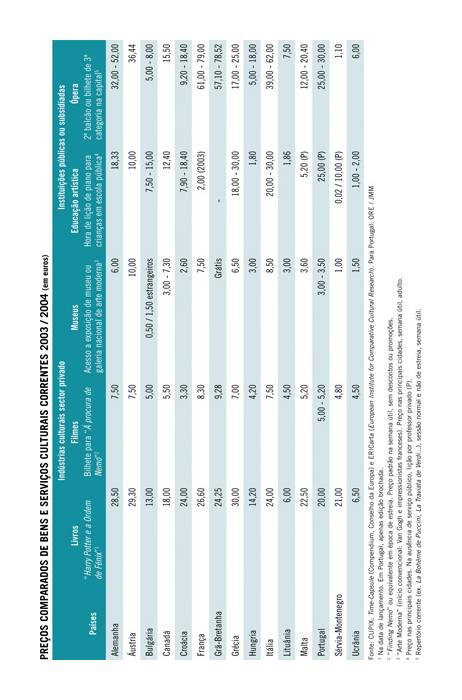 PREÇOS COMPARADOS DE BENS E SERVIÇOS CULTURAIS CORRENTES 2003 / 2004 (em euros)
Indústrias culturais sector privado Instituições públicas ou subsidiadas
Países Livros Filmes Museus Educação artística Ópera
"Harry Potter e a Ordem de Fénix"¹ Bilhete para "À procura de Nemo"² Acesso a exposição de museu ou galeria nacional de arte moderna³ Hora de lição de piano para crianças em escola pública⁴ 2º balcão ou bilhete de 3ª categoria na capital⁵
Alemanha 28,50 7,50 6,00 18,33 32,00 - 52,00
Áustria 29,30 7,50 10,00 10,00 36,44
Bulgária 13,00 5,00 0,50 / 1,50 estrangeiros 7,50 - 15,00 5,00 - 8,00
Canadá 18,00 5,50 3,00 - 7,30 12,40 15,50
Croácia 24,00 3,30 2,60 7,90 - 18,40 9,20 - 18,40
França 26,60 8,30 7,50 2,00 (2003) 61,00 - 79,00
Grã-Bretanha 24,25 9,28 Grátis - 57,10 - 78,52
Grécia 30,00 7,00 6,50 18,00 - 30,00 17,00 - 25,00
Hungria 14,20 4,20 3,00 1,80 5,00 - 18,00
Itália 24,00 7,50 8,50 20,00 - 30,00 39,00 - 62,00
Lituânia 6,00 4,50 3,00 1,86 7,50
Malta 22,50 5,20 3,60 5,20 (P) 12,00 - 20,40
Portugal 20,00 5,00 - 5,20 3,00 - 3,50 25,00 (P) 25,00 - 30,00
Sérvia-Montenegro 21,00 4,80 1,00 0,02 / 10,00 (P) 1,10
Ucrânia 6,50 4,50 1,50 1,00 - 2,00 6,00
Fonte: CUPIX, Time-Capsule (Compendium, Conselho da Europa) e ERICarta (European Institute for Comparative Cultural Research). Para Portugal: ORE / JMM
¹ Na data de lançamento. Em Portugal, apenas edição brochada.
² "Finding Nemo" ou equivalente em época de estreia. Preço padrão na semana útil, sem descontos ou promoções.
³ "Arte Moderna" (início convencional: Van Gogh e impressionistas franceses). Preço nas principais cidades, semana útil, adulto.
⁴ Preço nas principais cidades. Na ausência de serviço público, lição por professor privado (P).
⁵ Repertório corrente (ex. La Bohème de Puccini, La Traviata de Verdi...), sessão normal e não de estreia, semana útil.